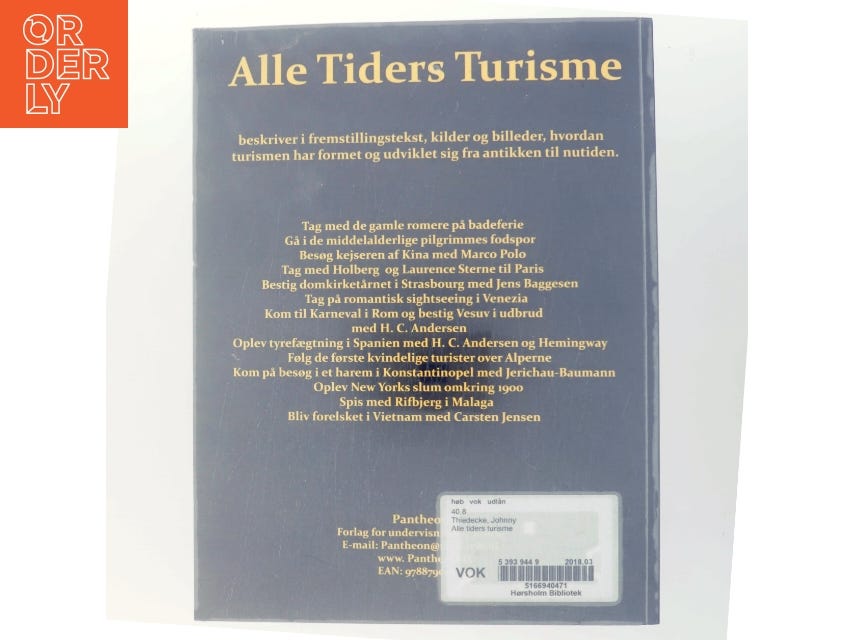 ORDERLY
Alle Tiders Turisme
beskriver i fremstillingstekst, kilder og billeder, hvordan
turismen har formet og udviklet sig fra antikken til nutiden.
Tag med de gamle romere på badeferie
Gå i de middelalderlige pilgrimmes fodspor
Besøg kejseren af Kina med Marco Polo
Tag med Holberg og Laurence Sterne til Paris
Bestig domkirketårnet i Strasbourg med Jens Baggesen
Tag på romantisk sightseeing i Venezia
Kom til Karneval i Rom og bestig Vesuv i udbrud
med H. C. Andersen
Oplev tyrefægtning i Spanien med H. C. Andersen og Hemingway
Følg de første kvindelige turister over Alperne
Kom på besøg i et harem i Konstantinopel med Jerichau-Baumann
Oplev New Yorks slum omkring 1900
Spis med Rifbjerg i Malaga
Bliv forelsket i Vietnam med Carsten Jensen
Pantheo
Forlag for undervisn
E-mail: Pantheon@
www. Panthe
EAN: 978879
høb vok udlån
40.8
Thiedecke, Johnny
Alle tiders turisme
5 393 944 9 2018.03
VOK
5166940471
Hørsholm Bibliotek